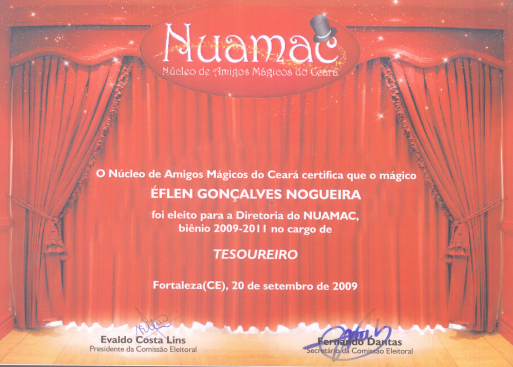 Nuamac
Núcleo de Amigos Mágicos do Ceará
O Núcleo de Amigos Mágicos do Ceará certifica que o mágico
ÉFLEN GONÇALVES NOGUEIRA
foi eleito para a Diretoria do NUAMAC,
biênio 2009-2011 no cargo de
TESOUREIRO
Fortaleza(CE), 20 de setembro de 2009
Evaldo Costa Lins
Presidente da Comissão Eleitoral
Fernando Dantas
Secretário da Comissão Eleitoral